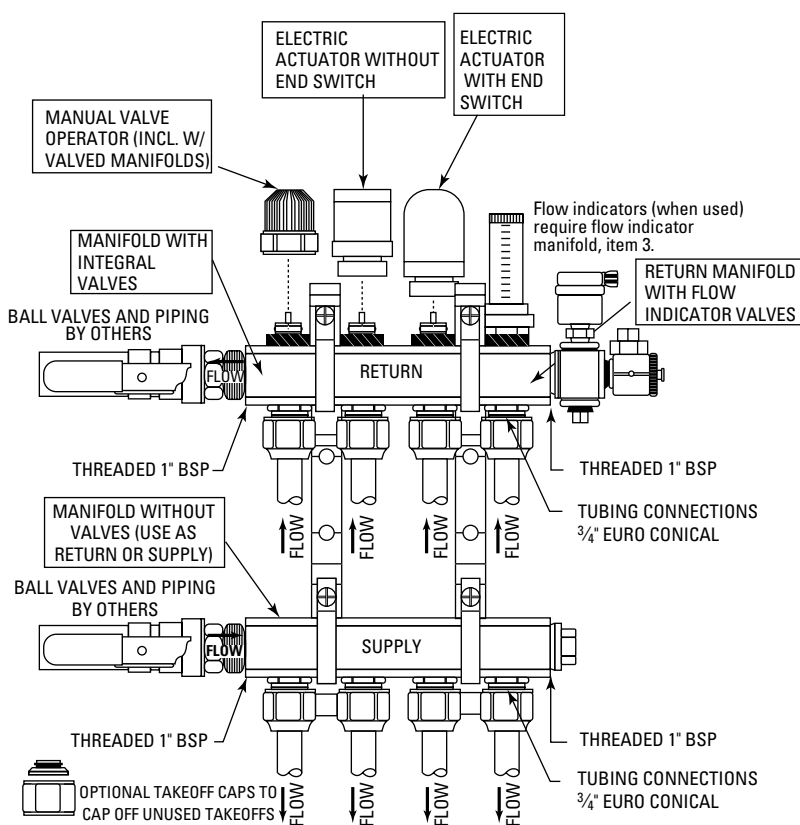 ELECTRIC
ACTUATOR WITHOUT
END SWITCH
ELECTRIC
ACTUATOR
WITH END
SWITCH
MANUAL VALVE
OPERATOR (INCL. W/
VALVED MANIFOLDS)
Flow indicators (when used)
require flow indicator
manifold, item 3.
MANIFOLD WITH
INTEGRAL
VALVES
RETURN MANIFOLD
WITH FLOW
INDICATOR VALVES
BALL VALVES AND PIPING
BY OTHERS
FLOW
RETURN
THREADED 1" BSP
THREADED 1" BSP
MANIFOLD WITHOUT
VALVES (USE AS
RETURN OR SUPPLY)
FLOW
FLOW
FLOW
FLOW
TUBING CONNECTIONS
3⁄4" EURO CONICAL
BALL VALVES AND PIPING
BY OTHERS
FLOW
SUPPLY
THREADED 1" BSP
THREADED 1" BSP
OPTIONAL TAKEOFF CAPS TO
CAP OFF UNUSED TAKEOFFS
FLOW
FLOW
FLOW
FLOW
TUBING CONNECTIONS
3⁄4" EURO CONICAL